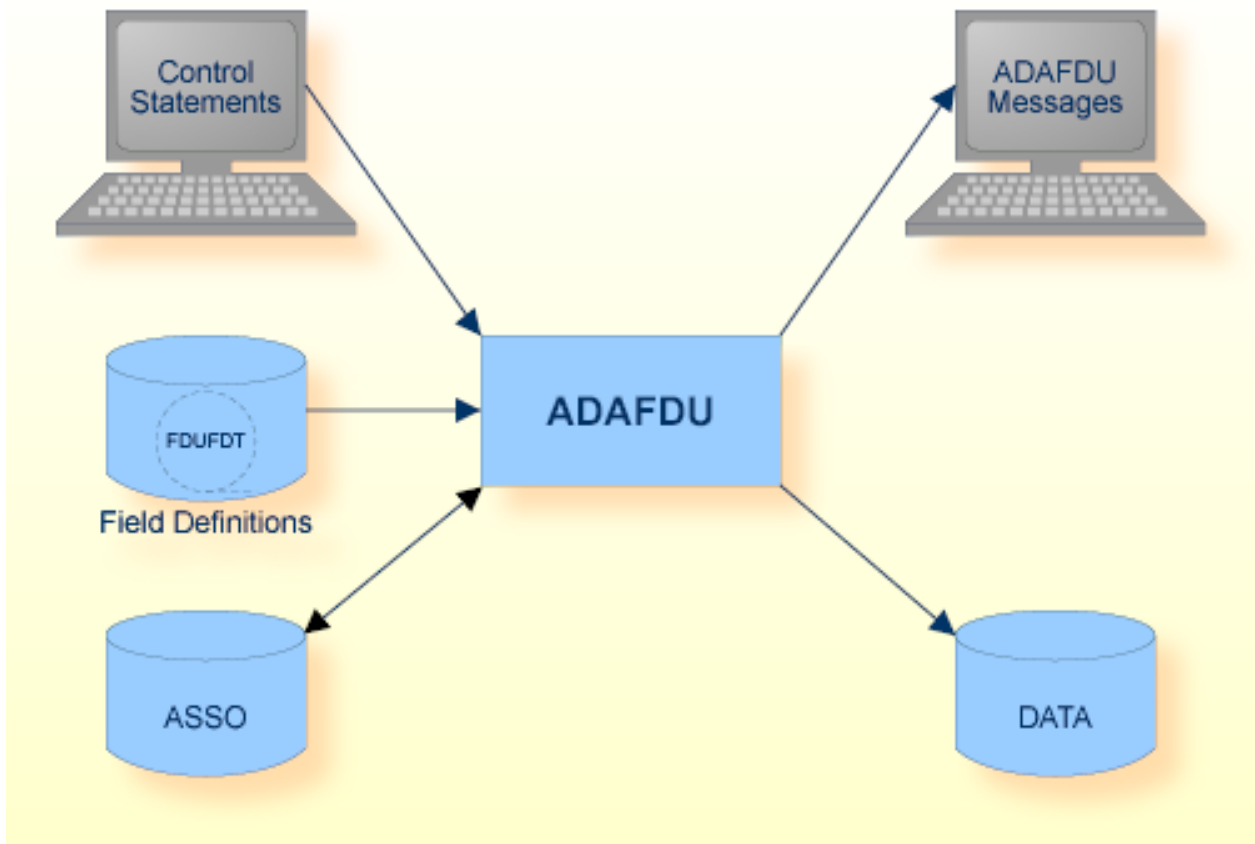 Control
Statements
ADAFDU
Messages
ADAFDU
FDUFDT
Field Definitions
ASSO
DATA